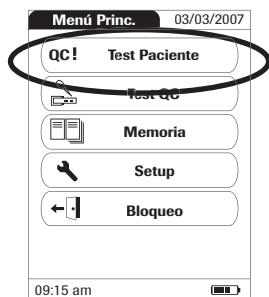 Menú Princ. 03/03/2007
QC! Test Paciente
Test QC
Memoria
Setup
Bloqueo
09:15 am